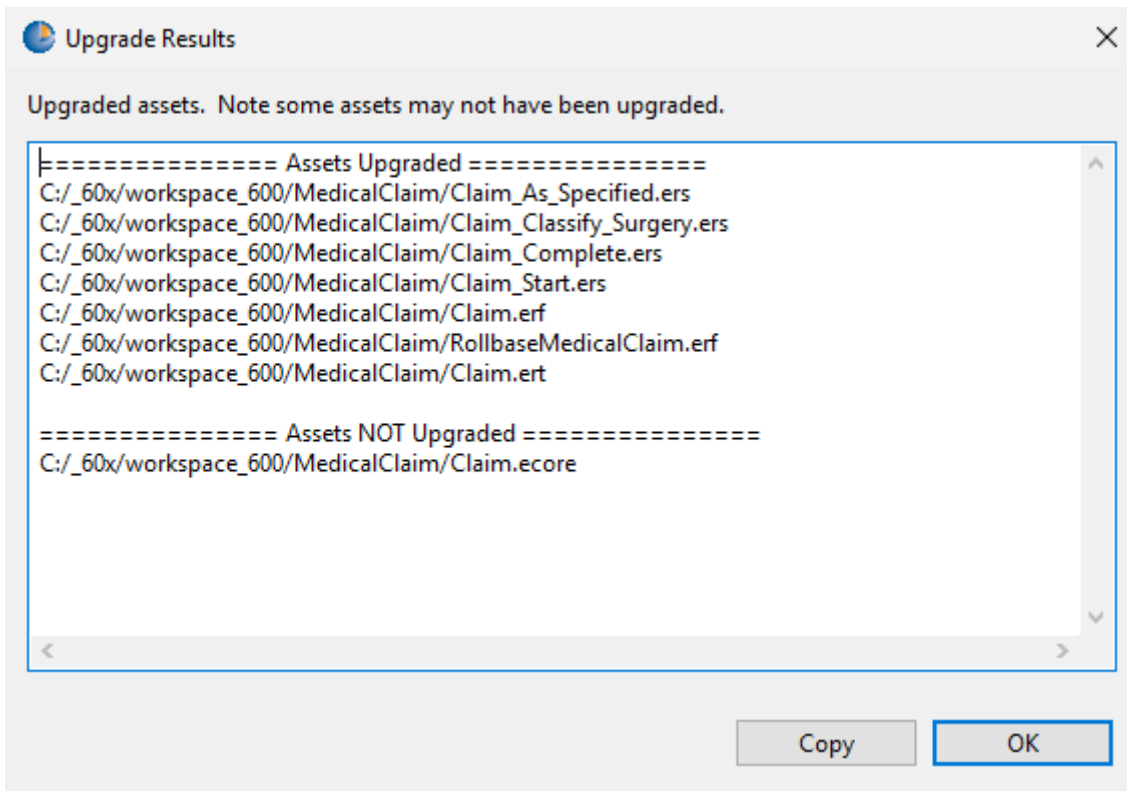 Upgrade Results
Upgraded assets.  Note some assets may not have been upgraded.
=============== Assets Upgraded ===============
C:/_60x/workspace_600/MedicalClaim/Claim_As_Specified.ers
C:/_60x/workspace_600/MedicalClaim/Claim_Classify_Surgery.ers
C:/_60x/workspace_600/MedicalClaim/Claim_Complete.ers
C:/_60x/workspace_600/MedicalClaim/Claim_Start.ers
C:/_60x/workspace_600/MedicalClaim/Claim.erf
C:/_60x/workspace_600/MedicalClaim/RollbaseMedicalClaim.erf
C:/_60x/workspace_600/MedicalClaim/Claim.ert
=============== Assets NOT Upgraded ===============
C:/_60x/workspace_600/MedicalClaim/Claim.ecore
Copy OK